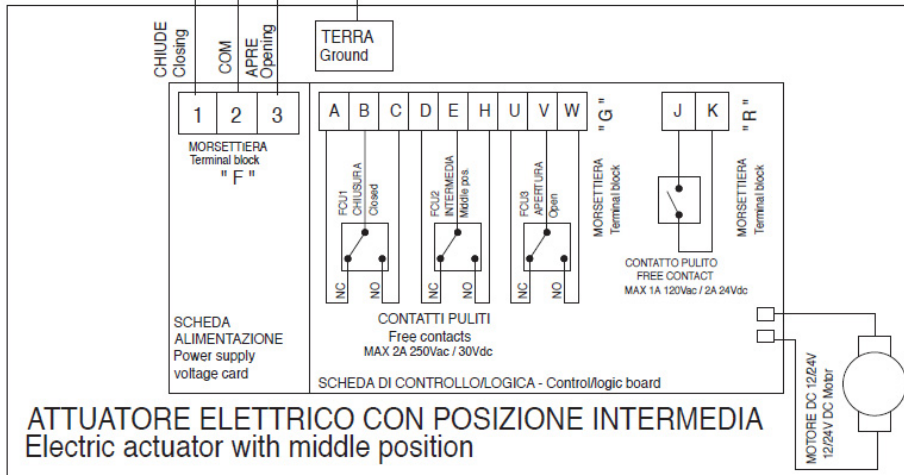 CHIUDE
Closing
COM
APRE
Opening
TERRA
Ground
1 2 3
MORSETTIERA
Terminal block
" F "
A B C D E H U V W
" G "
MORSETTIERA
Terminal block
J K
" R "
MORSETTIERA
Terminal block
FCU1
CHIUSURA
Closed
NC NO
FCU2
INTERMEDIA
Middle pos.
NC NO
FCU3
APERTURA
Open
NC NO
CONTATTO PULITO
FREE CONTACT
MAX 1A 120Vac / 2A 24Vdc
CONTATTI PULITI
Free contacts
MAX 2A 250Vac / 30Vdc
SCHEDA
ALIMENTAZIONE
Power supply
voltage card
SCHEDA DI CONTROLLO/LOGICA - Control/logic board
MOTORE DC 12/24V
12/24V DC Motor
ATTUATORE ELETTRICO CON POSIZIONE INTERMEDIA
Electric actuator with middle position